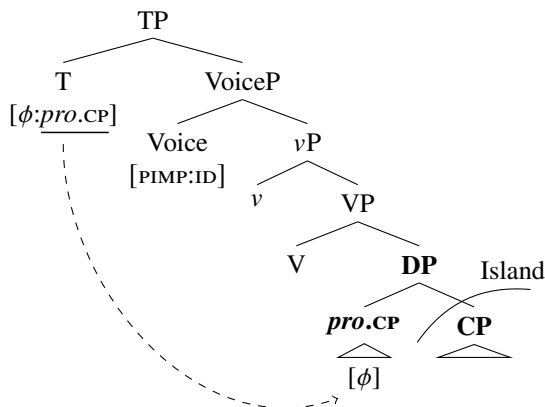 TP
T VoiceP
[ϕ:pro.CP]
Voice vP
[PIMP:ID]
v VP
V DP Island
pro.CP CP
[ϕ]